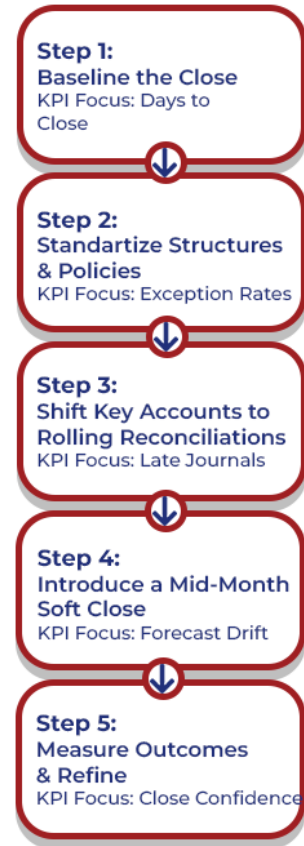 Step 1:
Baseline the Close
KPI Focus: Days to
Close
Step 2:
Standartize Structures
& Policies
KPI Focus: Exception Rates
Step 3:
Shift Key Accounts to
Rolling Reconciliations
KPI Focus: Late Journals
Step 4:
Introduce a Mid-Month
Soft Close
KPI Focus: Forecast Drift
Step 5:
Measure Outcomes
& Refine
KPI Focus: Close Confidence